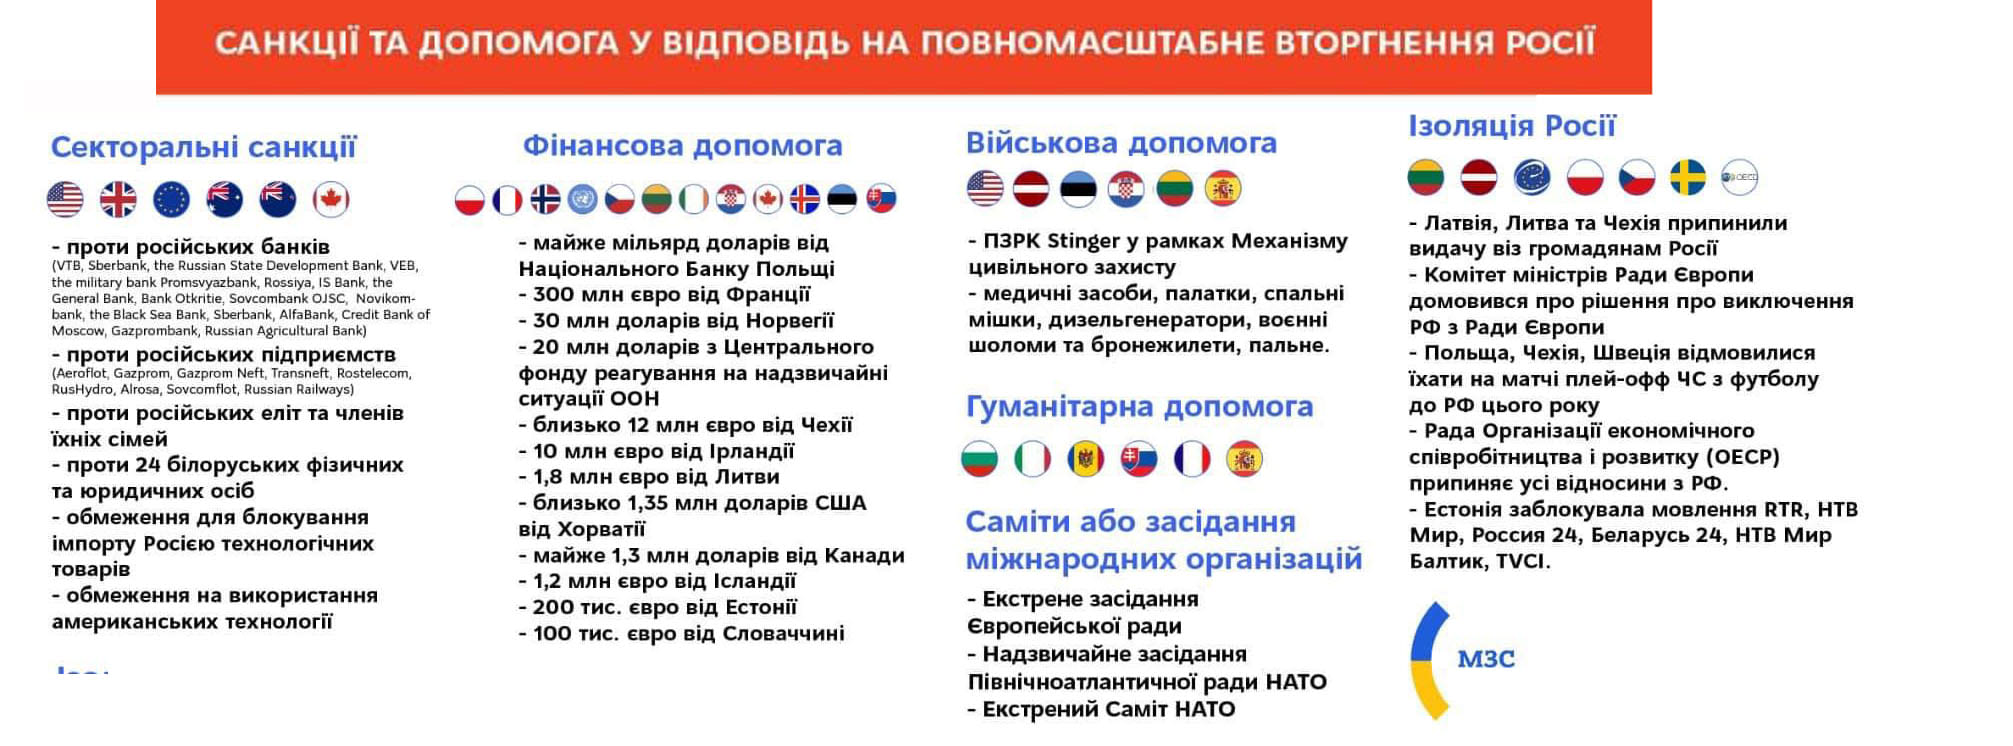 САНКЦІЇ ТА ДОПОМОГА У ВІДПОВІДЬ НА ПОВНОМАСШТАБНЕ ВТОРГНЕННЯ РОСІЇ
Секторальні санкції
- проти російських банків
(VTB, Sberbank, the Russian State Development Bank, VEB,
the military bank Promsvyazbank, Rossiya, IS Bank, the
General Bank, Bank Otkritie, Sovcombank OJSC, Novikom-
bank, the Black Sea Bank, Sberbank, AlfaBank, Credit Bank of
Moscow, Gazprombank, Russian Agricultural Bank)
- проти російських підприємств
(Aeroflot, Gazprom, Gazprom Neft, Transneft, Rostelecom,
RusHydro, Alrosa, Sovcomflot, Russian Railways)
- проти російських еліт та членів
їхніх сімей
- проти 24 білоруських фізичних
та юридичних осіб
- обмеження для блокування
імпорту Росією технологічних
товарів
- обмеження на використання
американських технології
Фінансова допомога
- майже мільярд доларів від
Національного Банку Польщі
- 300 млн євро від Франції
- 30 млн доларів від Норвегії
- 20 млн доларів з Центрального
фонду реагування на надзвичайні
ситуації ООН
- близько 12 млн євро від Чехії
- 10 млн євро від Ірландії
- 1,8 млн євро від Литви
- близько 1,35 млн доларів США
від Хорватії
- майже 1,3 млн доларів від Канади
- 1,2 млн євро від Ісландії
- 200 тис. євро від Естонії
- 100 тис. євро від Словаччині
Військова допомога
- ПЗРК Stinger у рамках Механізму
цивільного захисту
- медичні засоби, палатки, спальні
мішки, дизельгенератори, воєнні
шоломи та бронежилети, пальне.
Гуманітарна допомога
Саміти або засідання
міжнародних організацій
- Екстрене засідання
Європейської ради
- Надзвичайне засідання
Північноатлантичної ради НАТО
- Екстрений Саміт НАТО
Ізоляція Росії
OECD
- Латвія, Литва та Чехія припинили
видачу віз громадянам Росії
- Комітет міністрів Ради Європи
домовився про рішення про виключення
РФ з Ради Європи
- Польща, Чехія, Швеція відмовилися
їхати на матчі плей-офф ЧС з футболу
до РФ цього року
- Рада Організації економічного
співробітництва і розвитку (ОЕСР)
припиняє усі відносини з РФ.
- Естонія заблокувала мовлення RTR, НТВ
Мир, Россия 24, Беларусь 24, НТВ Мир
Балтик, TVCI.
МЗС